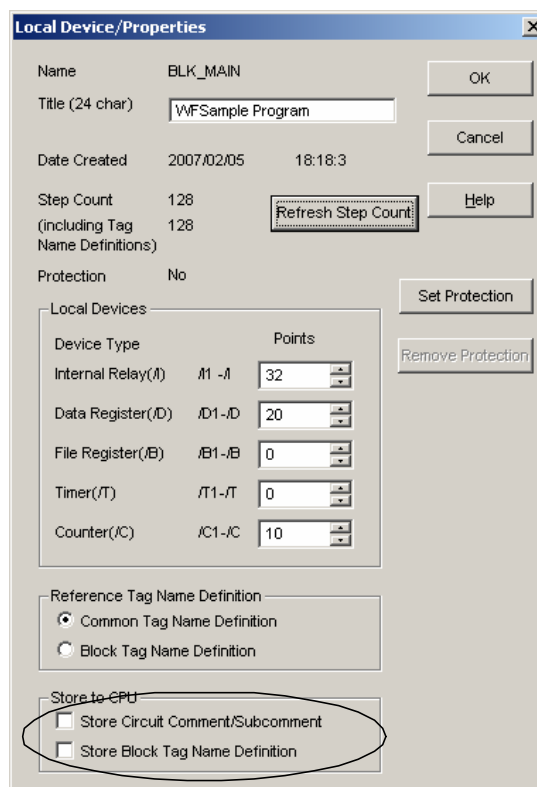 Local Device/Properties
Name BLK_MAIN
OK
Title (24 char) WFSample Program
Cancel
Date Created 2007/02/05 18:18:3
Step Count 128
Refresh Step Count
Help
(including Tag 128
Name Definitions)
Protection No
Set Protection
Remove Protection
Local Devices
Device Type Points
Internal Relay(/I) /I1 -/I 32
Data Register(/D) /D1-/D 20
File Register(/B) /B1-/B 0
Timer(/T) /T1-/T 0
Counter(/C) /C1-/C 10
Reference Tag Name Definition
Common Tag Name Definition
Block Tag Name Definition
Store to CPU
Store Circuit Comment/Subcomment
Store Block Tag Name Definition